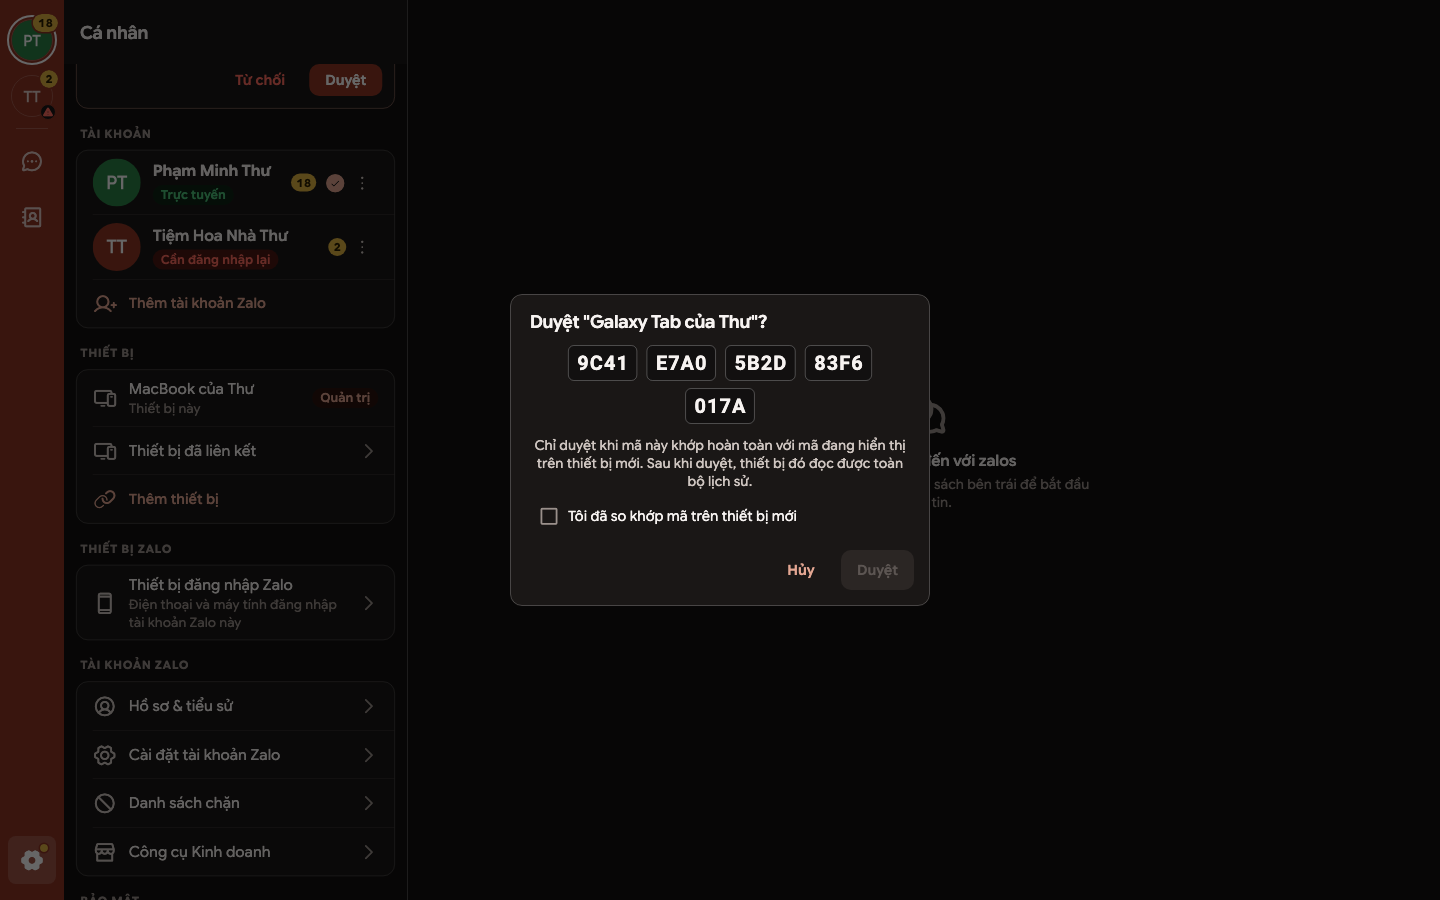 18
PT
2
TT
Cá nhân
Từ chối
Duyệt
TÀI KHOẢN
PT
Phạm Minh Thư
Trực tuyến
18
TT
Tiệm Hoa Nhà Thư
Cần đăng nhập lại
2
Thêm tài khoản Zalo
THIẾT BỊ
MacBook của Thư
Thiết bị này
Quản trị
Thiết bị đã liên kết
Thêm thiết bị
THIẾT BỊ ZALO
Thiết bị đăng nhập Zalo
Điện thoại và máy tính đăng nhập
tài khoản Zalo này
TÀI KHOẢN ZALO
Hồ sơ & tiểu sử
Cài đặt tài khoản Zalo
Danh sách chặn
Công cụ Kinh doanh
BẢO MẬT
Duyệt "Galaxy Tab của Thư"?
9C41 E7A0 5B2D 83F6
017A
Chỉ duyệt khi mã này khớp hoàn toàn với mã đang hiển thị
trên thiết bị mới. Sau khi duyệt, thiết bị đó đọc được toàn
bộ lịch sử.
Tôi đã so khớp mã trên thiết bị mới
Hủy
Duyệt
đến với zalos
sách bên trái để bắt đầu
tin.